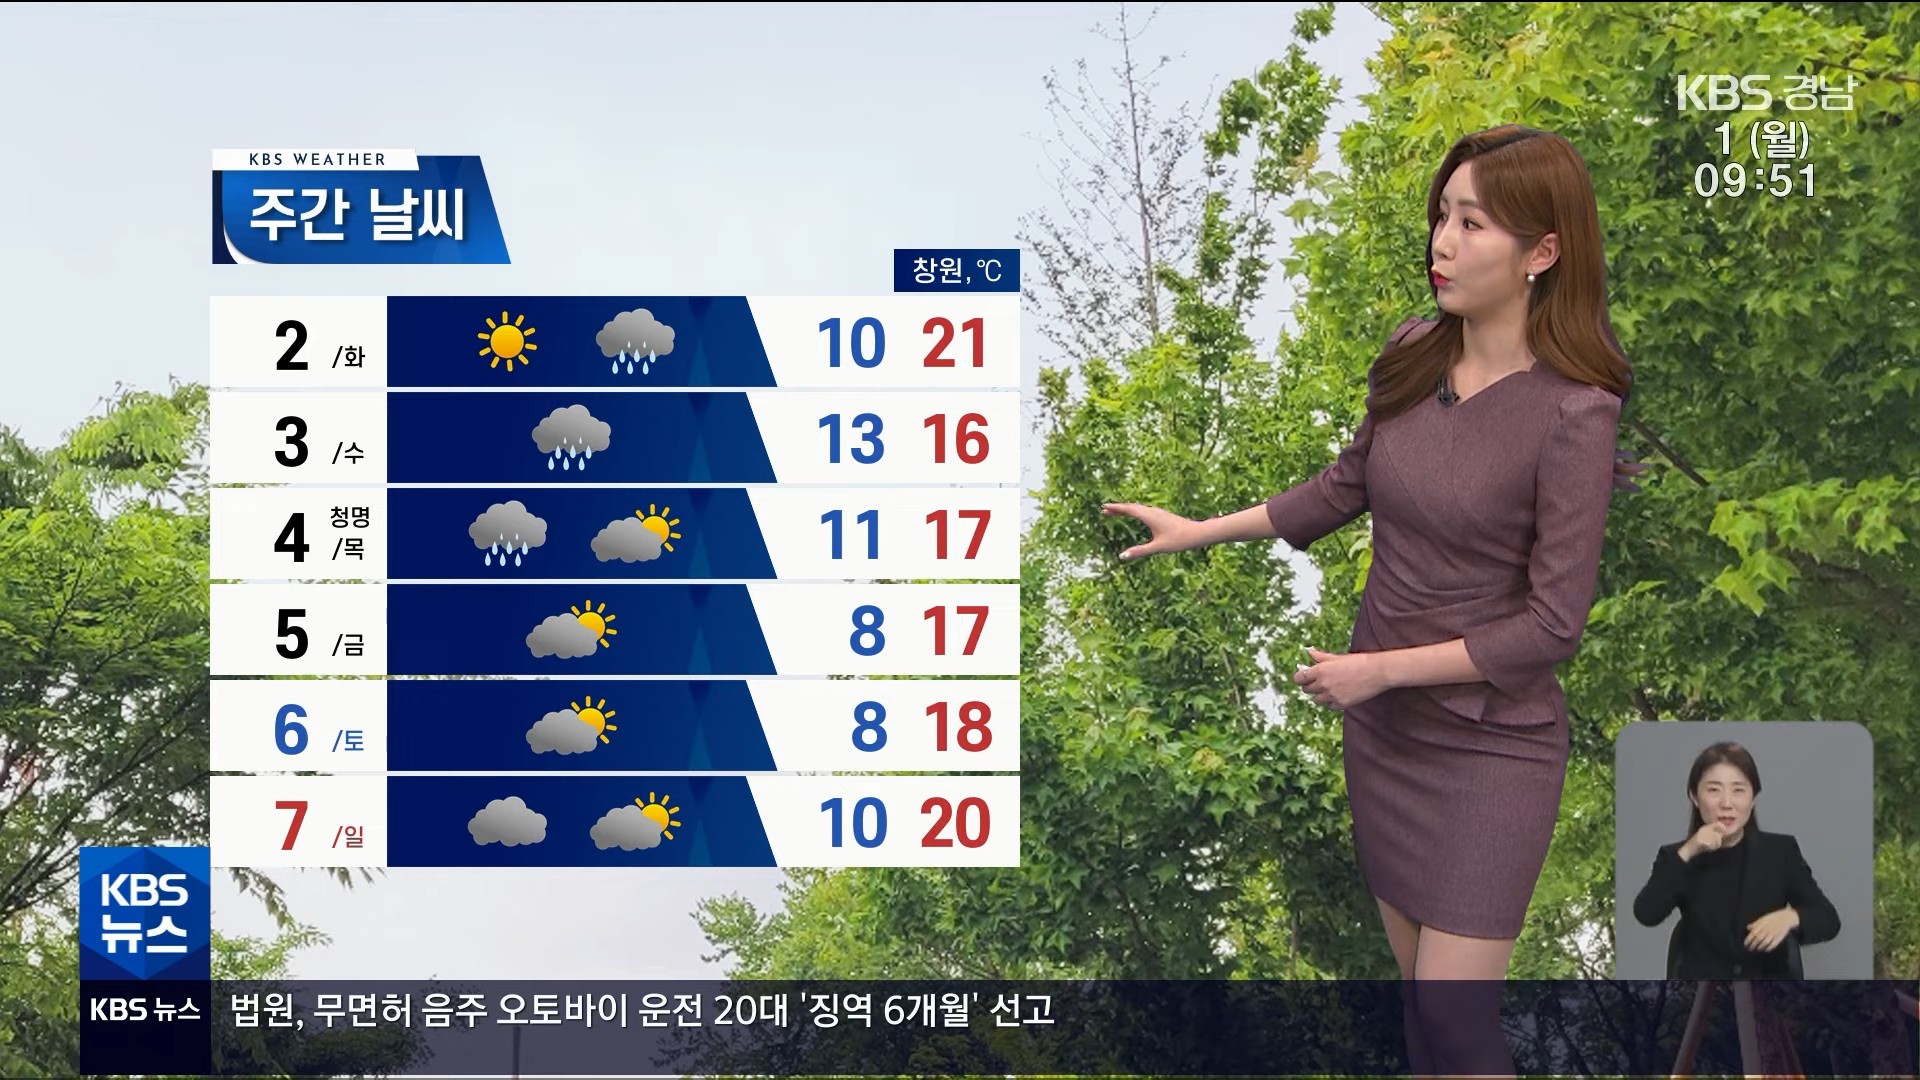 KBS 경남
1 (월)
09:51
KBS WEATHER
주간 날씨
창원, ℃
2 /화 10 21
3 /수 13 16
4 청명 /목 11 17
5 /금 8 17
6 /토 8 18
7 /일 10 20
KBS
뉴스
KBS 뉴스 법원, 무면허 음주 오토바이 운전 20대 '징역 6개월' 선고